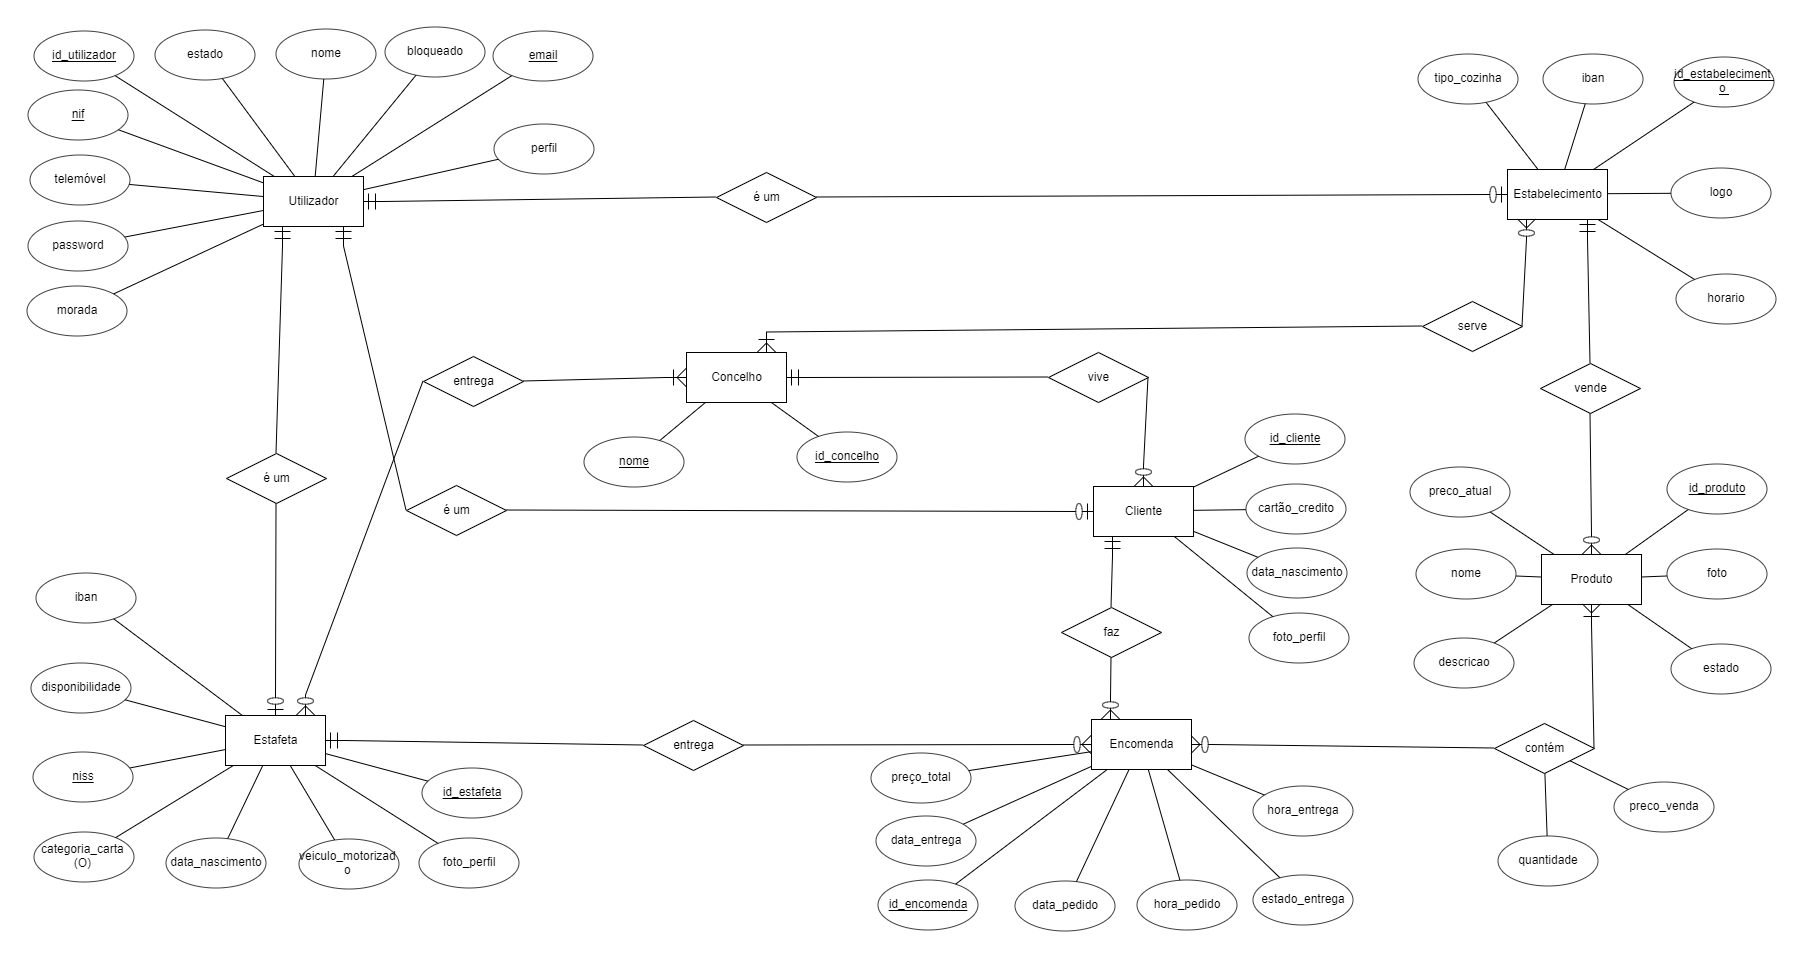 id_utilizador
estado
nome
bloqueado
email
nif
perfil
telemóvel
password
morada
Utilizador
é um
tipo_cozinha
iban
id_estabeleciment
o
Estabelecimento
logo
horario
serve
entrega
Concelho
vive
vende
nome
id_concelho
id_cliente
é um
é um
Cliente
cartão_credito
data_nascimento
foto_perfil
preco_atual
id_produto
nome
Produto
foto
descricao
estado
faz
iban
disponibilidade
Estafeta
niss
id_estafeta
categoria_carta
(O)
data_nascimento
veiculo_motorizad
o
foto_perfil
entrega
Encomenda
contém
preço_total
data_entrega
id_encomenda
data_pedido
hora_pedido
estado_entrega
hora_entrega
preco_venda
quantidade